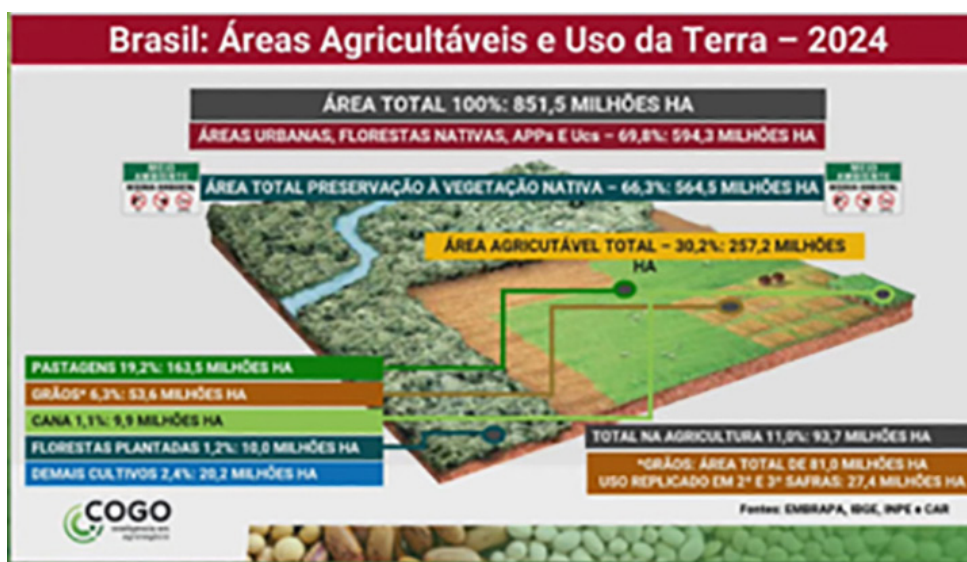 Brasil: Áreas Agricultáveis e Uso da Terra – 2024
ÁREA TOTAL 100%: 851,5 MILHÕES HA
ÁREAS URBANAS, FLORESTAS NATIVAS, APPs E Ucs – 69,8%: 594,3 MILHÕES HA
MEIO
AMBIENTE
ÁREA TOTAL PRESERVAÇÃO À VEGETAÇÃO NATIVA – 66,3%: 564,5 MILHÕES HA
MEIO
AMBIENTE
ÁREA AGRICUTÁVEL TOTAL – 30,2%: 257,2 MILHÕES
HA
PASTAGENS 19,2%: 163,5 MILHÕES HA
GRÃOS* 6,3%: 53,6 MILHÕES HA
CANA 1,1%: 9,9 MILHÕES HA
FLORESTAS PLANTADAS 1,2%: 10,0 MILHÕES HA
DEMAIS CULTIVOS 2,4%: 20,2 MILHÕES HA
TOTAL NA AGRICULTURA 11,0%: 93,7 MILHÕES HA
*GRÃOS: ÁREA TOTAL DE 81,0 MILHÕES HA
USO REPLICADO EM 2ª E 3ª SAFRAS: 27,4 MILHÕES HA
Fontes: EMBRAPA, IBGE, INPE e CAR
COGO
inteligência em
agronegócio